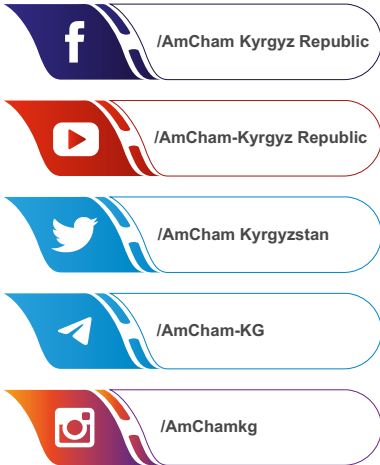 /AmCham Kyrgyz Republic
/AmCham-Kyrgyz Republic
/AmCham Kyrgyzstan
/AmCham-KG
/AmChamkg